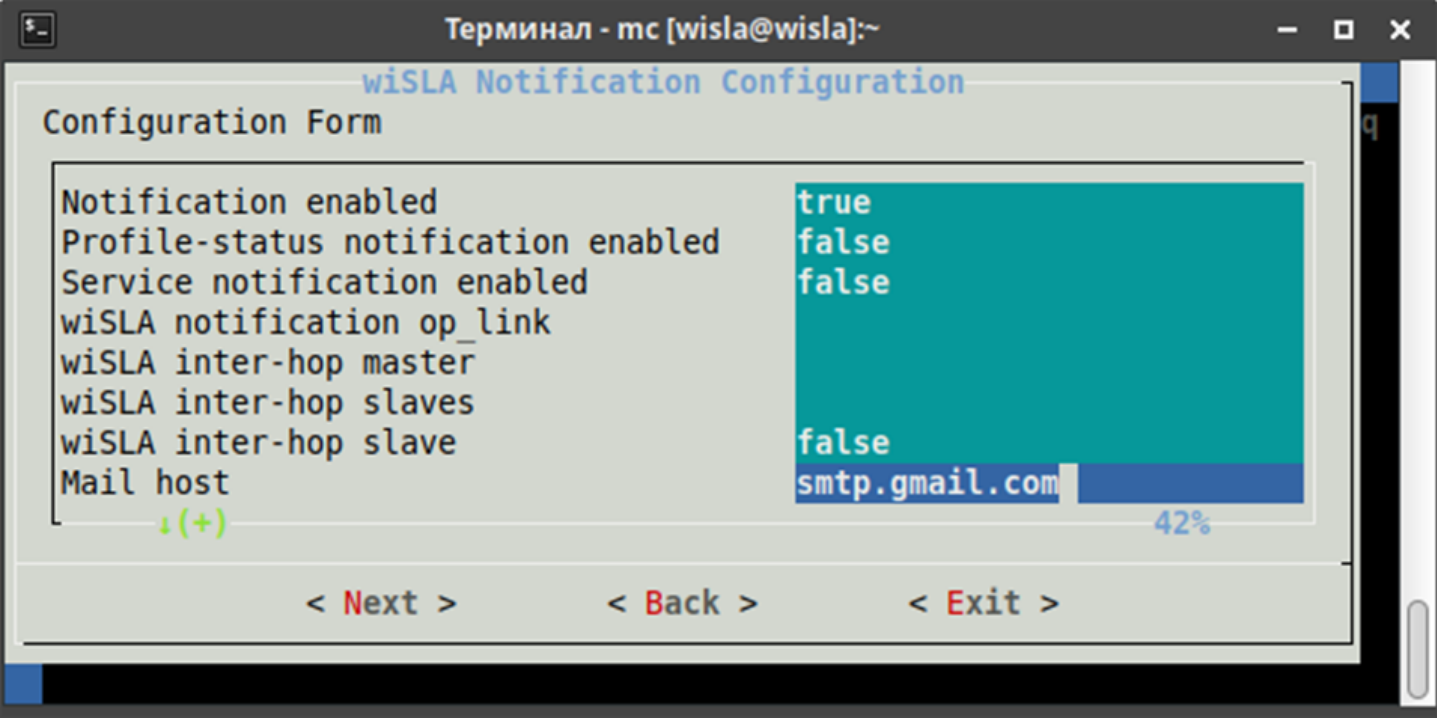 Терминал - mc [wisla@wisla]:~
wiSLA Notification Configuration
Configuration Form
q
Notification enabled true
Profile-status notification enabled false
Service notification enabled false
wiSLA notification op_link
wiSLA inter-hop master
wiSLA inter-hop slaves
wiSLA inter-hop slave false
Mail host smtp.gmail.com
↓(+) 42%
< Next > < Back > < Exit >